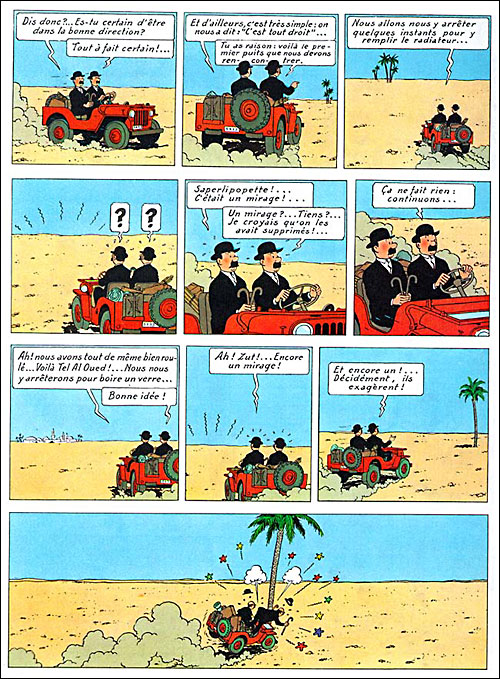 Dis donc?...Es-tu certain d'être
dans la bonne direction?
Tout à fait certain!...
Et d'ailleurs, c'est très simple: on
nous a dit: "C'est tout droit"...
Tu as raison: voilà le pre-
mier puits que nous devons
ren-con_trer.
Nous allons nous y arrêter
quelques instants pour y
remplir le radiateur...
?
?
Saperlipopette!...
C'était un mirage!...
Un mirage?...Tiens?...
Je croyais qu'on les
avait supprimés!...
Ça ne fait rien:
continuons...
Ah! nous avons tout de même bien rou-
lé...Voilà Tel Al Oued!...Nous nous
y arrêterons pour boire un verre...
Bonne idée!
Ah! Zut!...Encore
un mirage!
Et encore un!...
Décidément, ils
exagèrent!